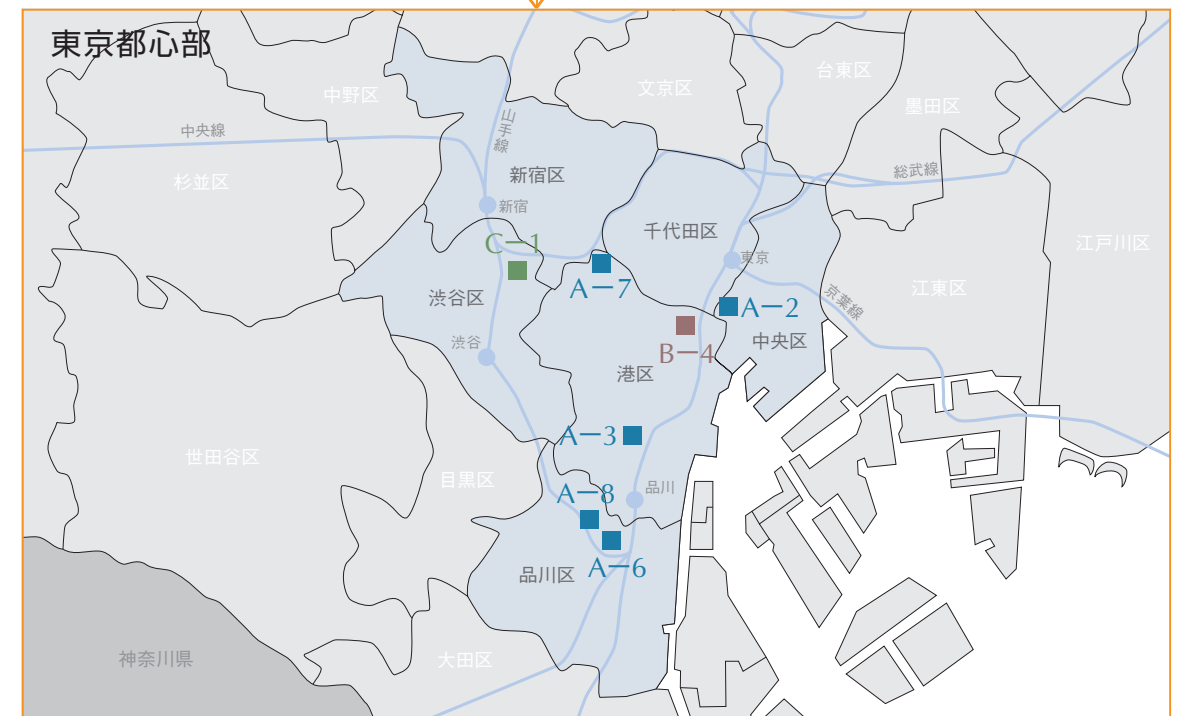 東京都心部
台東区
文京区
中野区
墨田区
山手線
中央線
総武線
新宿区
杉並区
新宿
千代田区
C－1
江戸川区
東京
A－7
江東区
渋谷区
京葉線
A－2
中央区
渋谷
B－4
港区
A－3
世田谷区
目黒区
品川
A－8
A－6
品川区
神奈川県
大田区